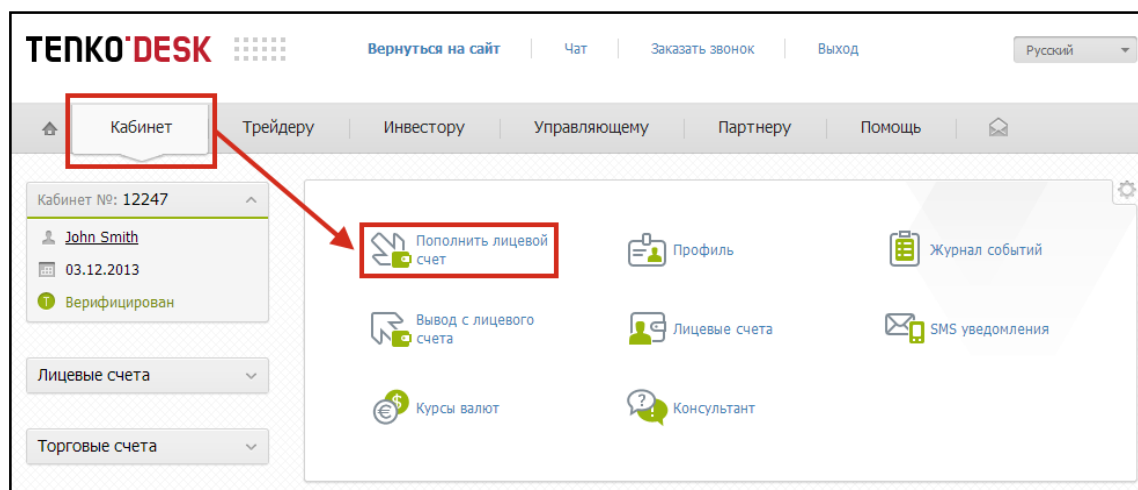 TENKO DESK
Вернуться на сайт
Чат
Заказать звонок
Выход
Русский
Кабинет
Трейдеру
Инвестору
Управляющему
Партнеру
Помощь
Кабинет №: 12247
John Smith
03.12.2013
T Верифицирован
Лицевые счета
Торговые счета
Пополнить лицевой
счет
Профиль
Журнал событий
Вывод с лицевого
счета
Лицевые счета
SMS уведомления
Курсы валют
Консультант